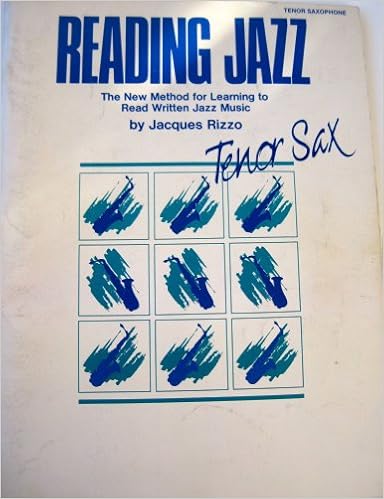 TENOR SAXOPHONE
READING JAZZ
The New Method for Learning to
Read Written Jazz Music
by Jacques Rizzo
Tenor Sax